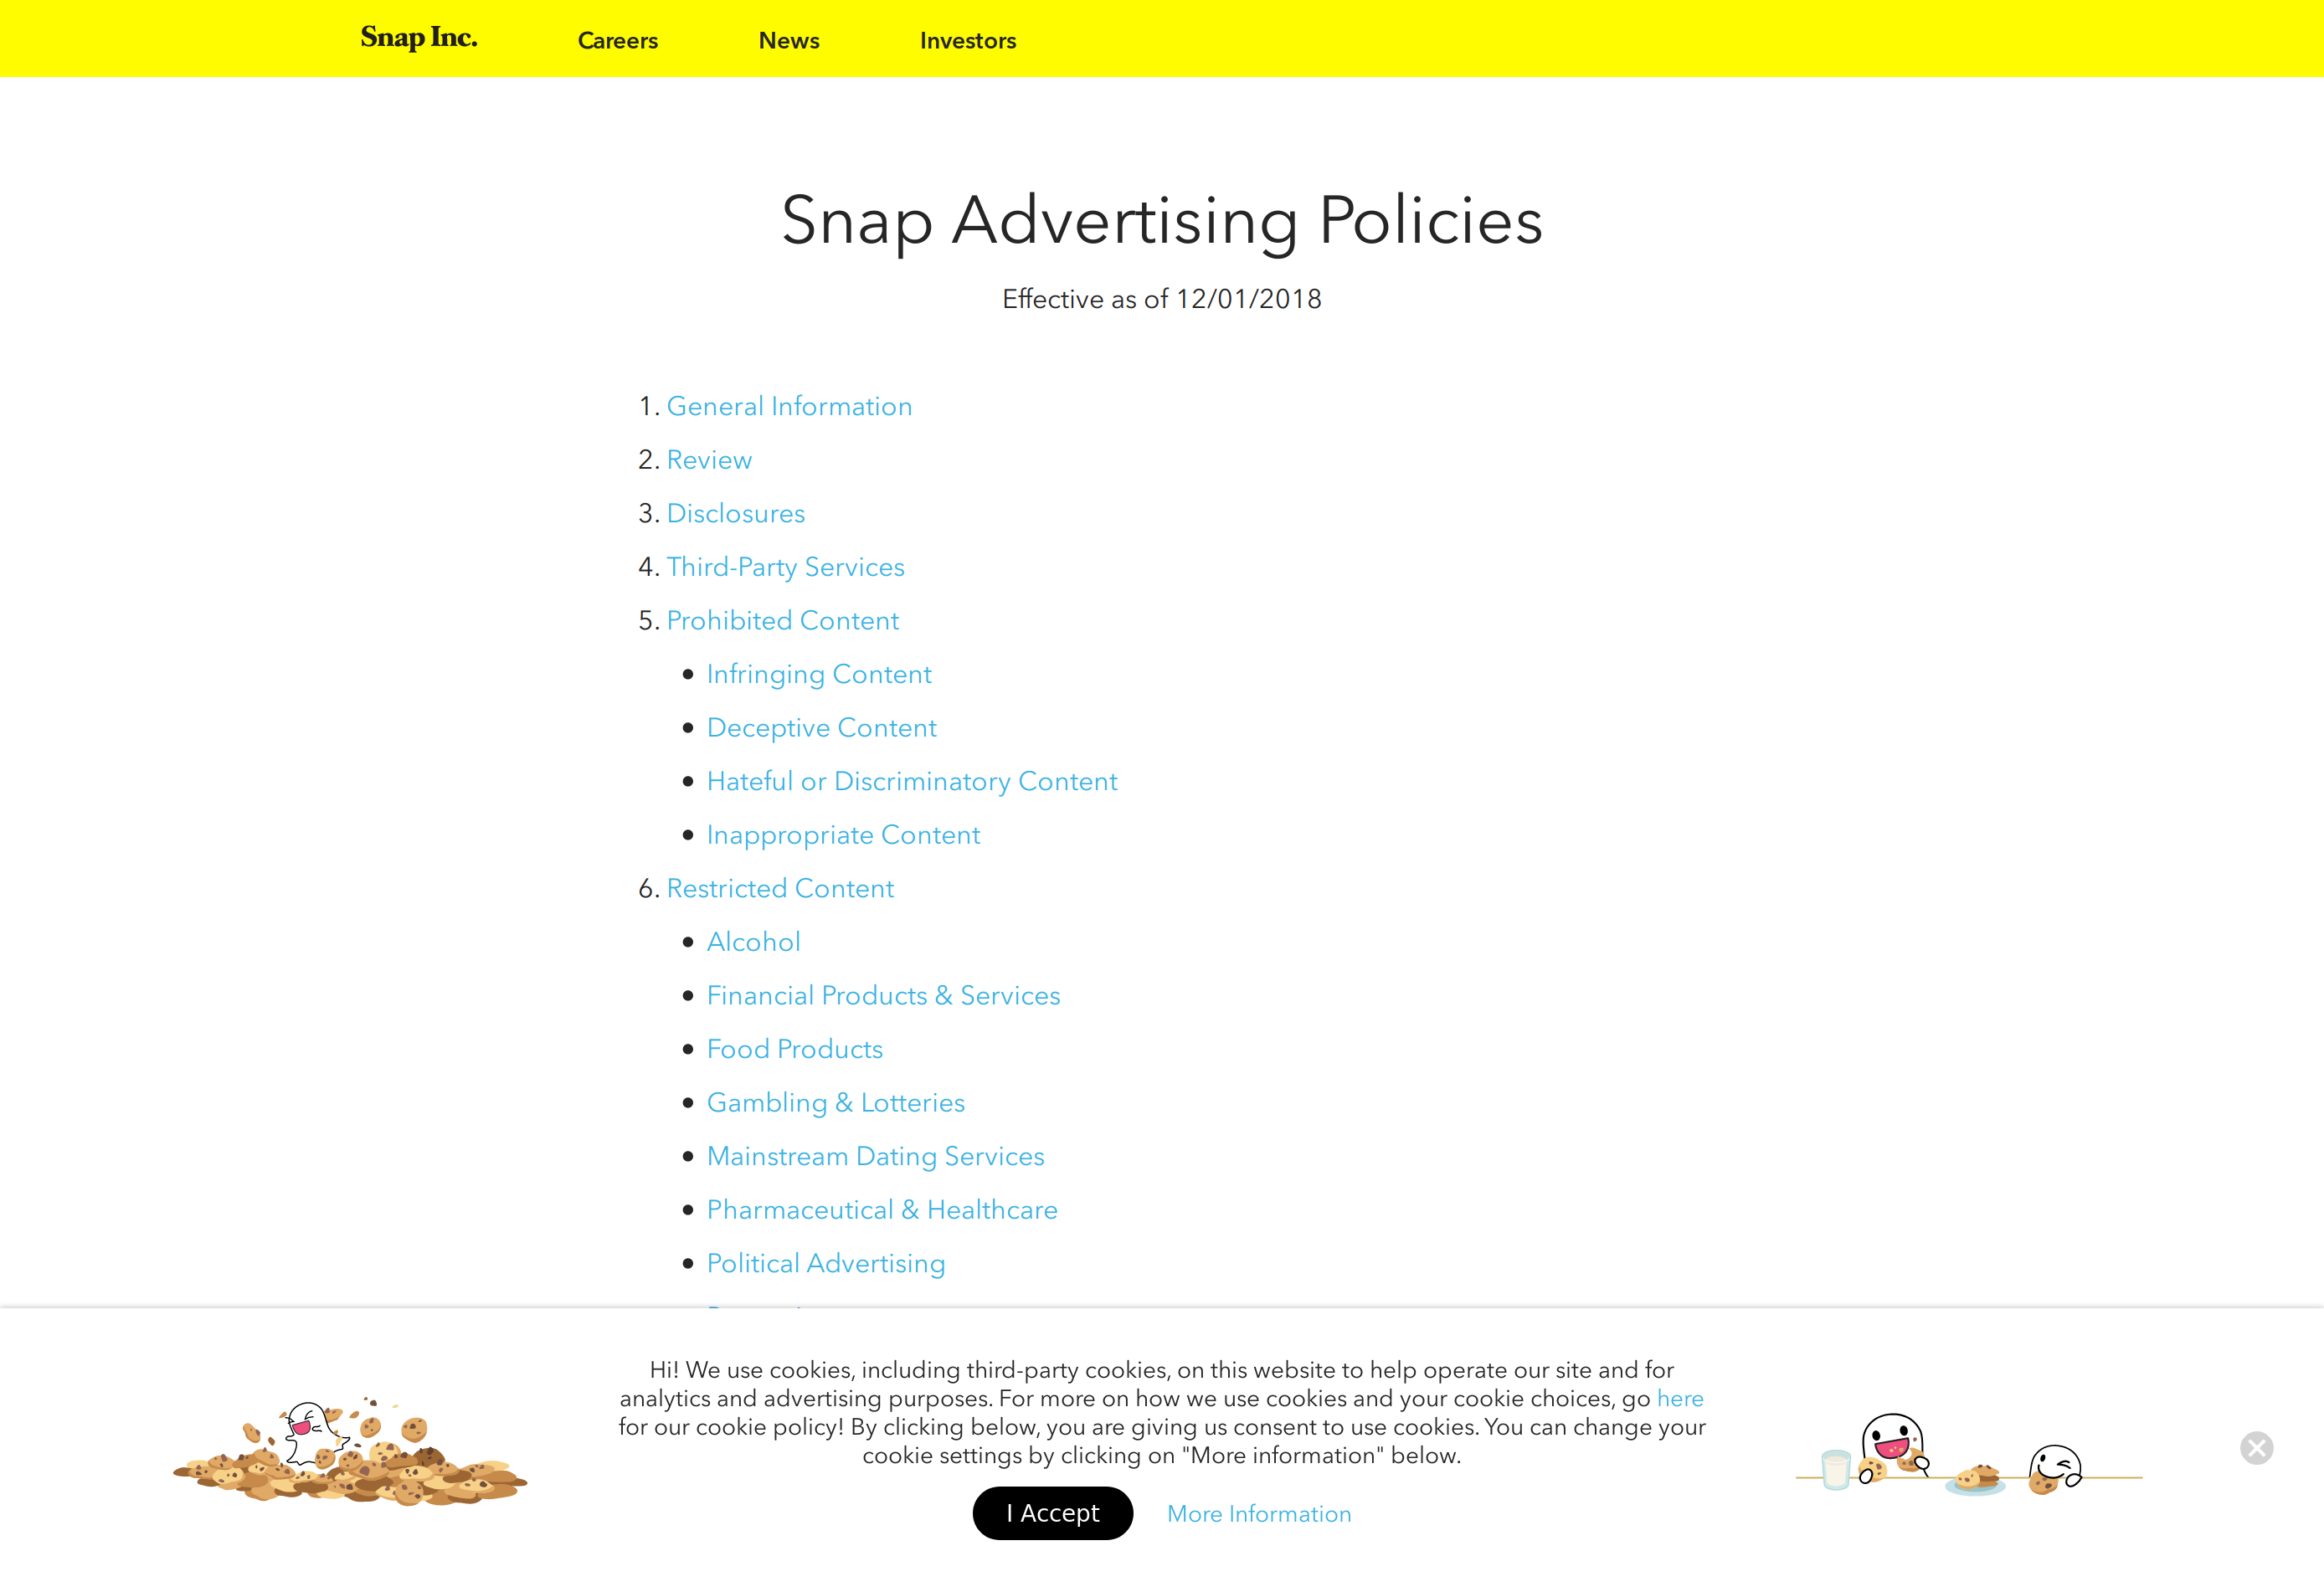 Snap Inc. Careers News Investors
Snap Advertising Policies
Effective as of 12/01/2018
1. General Information
2. Review
3. Disclosures
4. Third-Party Services
5. Prohibited Content
• Infringing Content
• Deceptive Content
• Hateful or Discriminatory Content
• Inappropriate Content
6. Restricted Content
• Alcohol
• Financial Products & Services
• Food Products
• Gambling & Lotteries
• Mainstream Dating Services
• Pharmaceutical & Healthcare
• Political Advertising
Hi! We use cookies, including third-party cookies, on this website to help operate our site and for
analytics and advertising purposes. For more on how we use cookies and your cookie choices, go here
for our cookie policy! By clicking below, you are giving us consent to use cookies. You can change your
cookie settings by clicking on "More information" below.
I Accept More Information